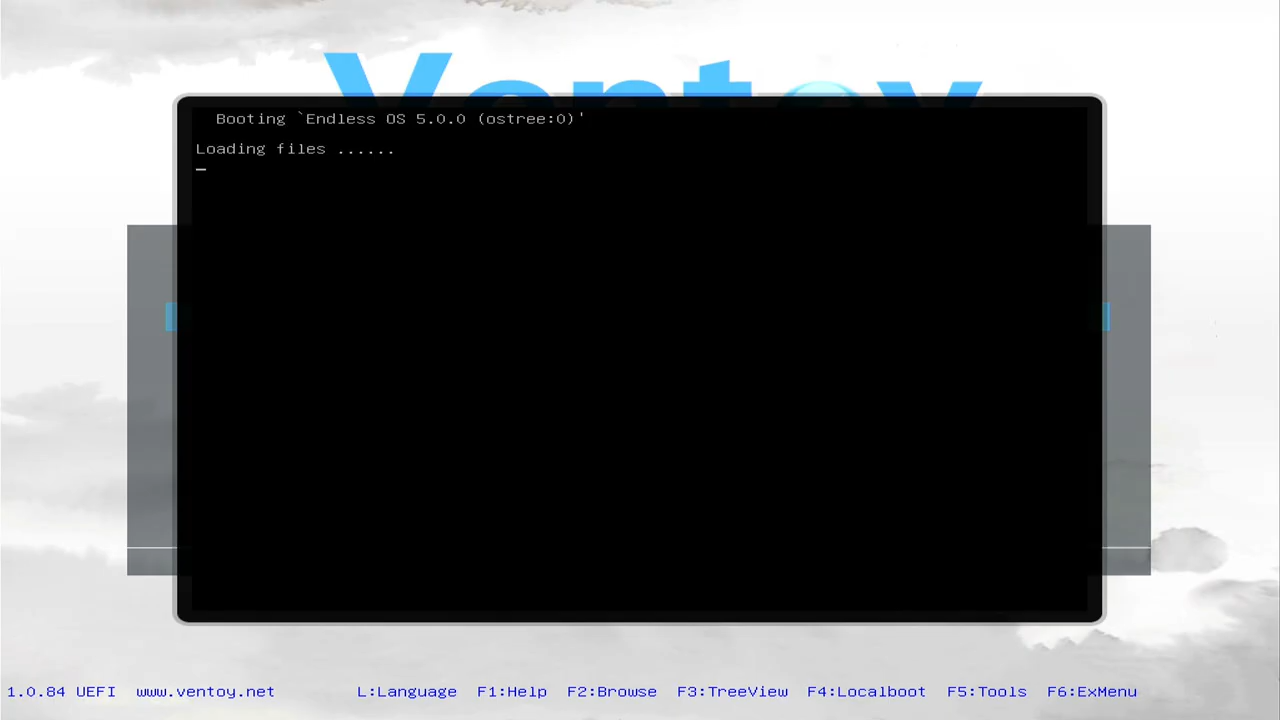 Ventoy
Booting `Endless OS 5.0.0 (ostree:0)'
Loading files ......
1.0.84 UEFI www.ventoy.net L:Language F1:Help F2:Browse F3:TreeView F4:Localboot F5:Tools F6:ExMenu